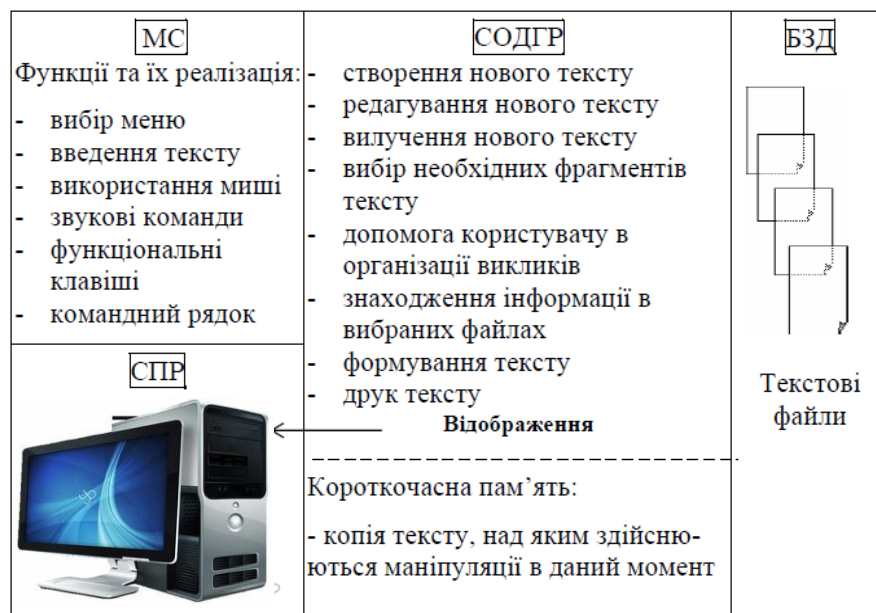 МС
Функції та їх реалізація:
- вибір меню
- введення тексту
- використання миші
- звукові команди
- функціональні
клавіші
- командний рядок
СПР
СОДГР
- створення нового тексту
- редагування нового тексту
- вилучення нового тексту
- вибір необхідних фрагментів
тексту
- допомога користувачу в
організації викликів
- знаходження інформації в
вибраних файлах
- формування тексту
- друк тексту
Відображення
Короткочасна пам’ять:
- копія тексту, над яким здійсню-
ються маніпуляції в даний момент
БЗД
Текстові
файли